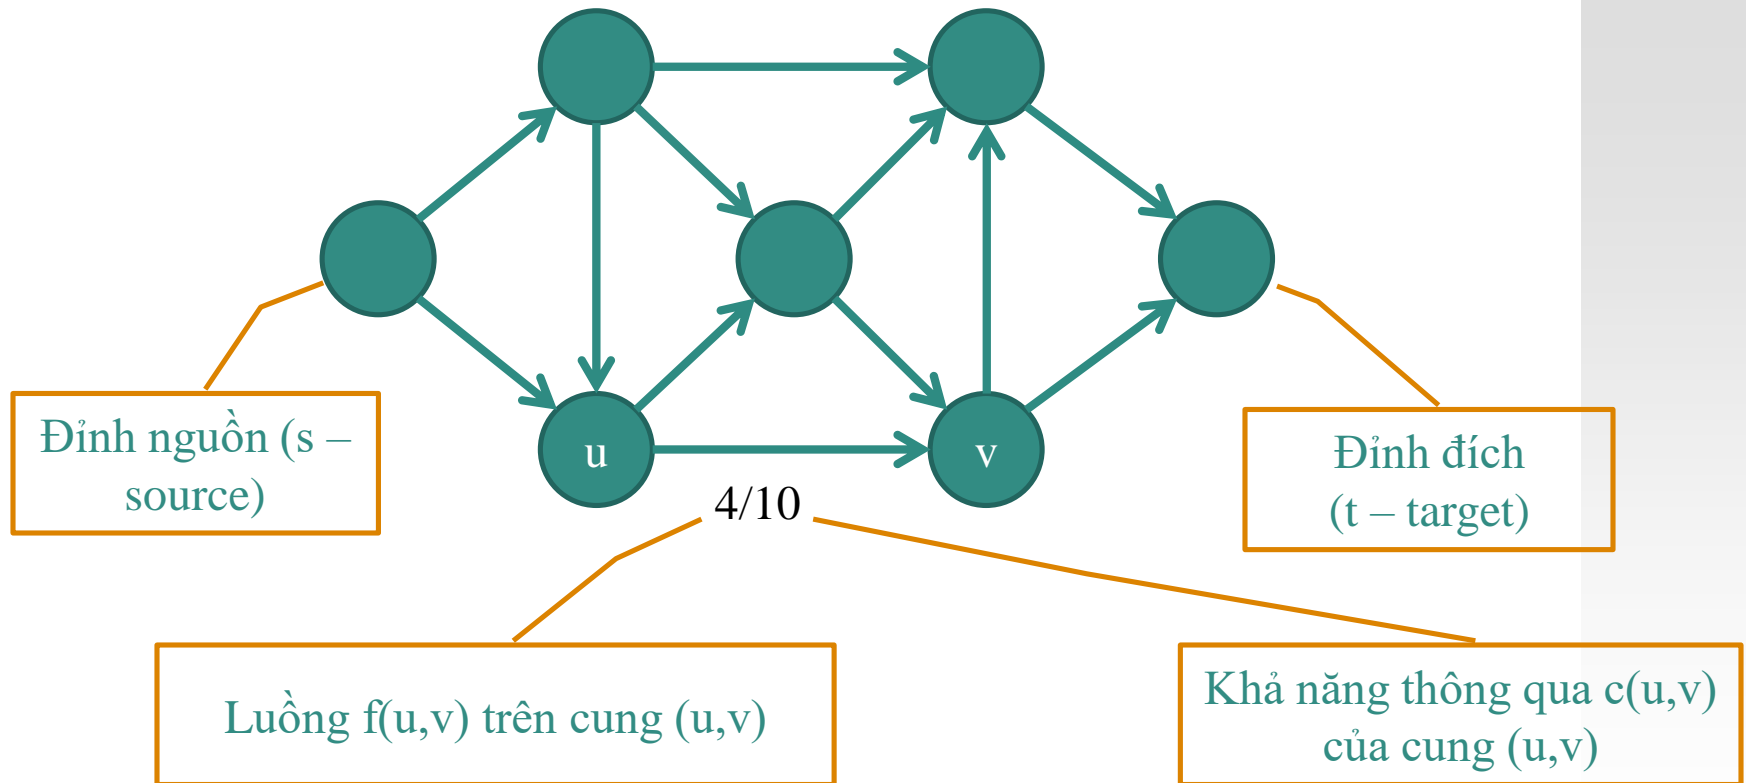 Đỉnh nguồn (s –
source)
u
v
4/10
Đỉnh đích
(t – target)
Luồng f(u,v) trên cung (u,v)
Khả năng thông qua c(u,v)
của cung (u,v)